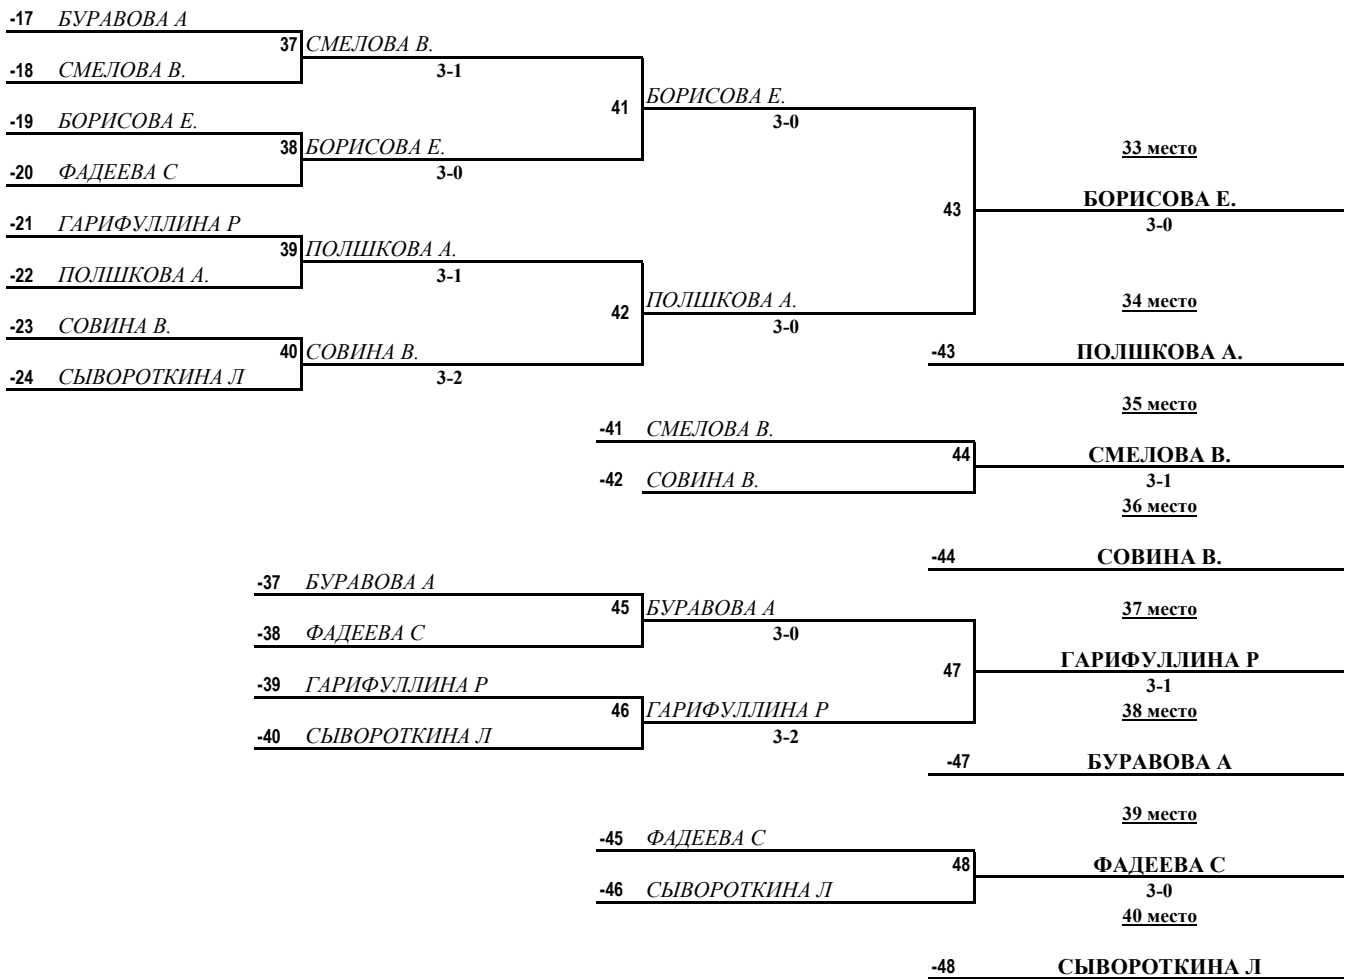 -17 БУРАВОВА А
37 СМЕЛОВА В.
-18 СМЕЛОВА В.
3-1
41 БОРИСОВА Е.
3-0
-19 БОРИСОВА Е.
38 БОРИСОВА Е.
33 место
-20 ФАДЕЕВА С
3-0
43 БОРИСОВА Е.
3-0
-21 ГАРИФУЛЛИНА Р
39 ПОЛШКОВА А.
-22 ПОЛШКОВА А.
3-1
42 ПОЛШКОВА А.
3-0
34 место
-23 СОВИНА В.
40 СОВИНА В.
-43 ПОЛШКОВА А.
-24 СЫВОРОТКИНА Л
3-2
35 место
-41 СМЕЛОВА В.
44 СМЕЛОВА В.
-42 СОВИНА В.
3-1
36 место
-44 СОВИНА В.
-37 БУРАВОВА А
45 БУРАВОВА А
37 место
-38 ФАДЕЕВА С
3-0
47 ГАРИФУЛЛИНА Р
-39 ГАРИФУЛЛИНА Р
3-1
46 ГАРИФУЛЛИНА Р
38 место
-40 СЫВОРОТКИНА Л
3-2
-47 БУРАВОВА А
39 место
-45 ФАДЕЕВА С
48 ФАДЕЕВА С
-46 СЫВОРОТКИНА Л
3-0
40 место
-48 СЫВОРОТКИНА Л